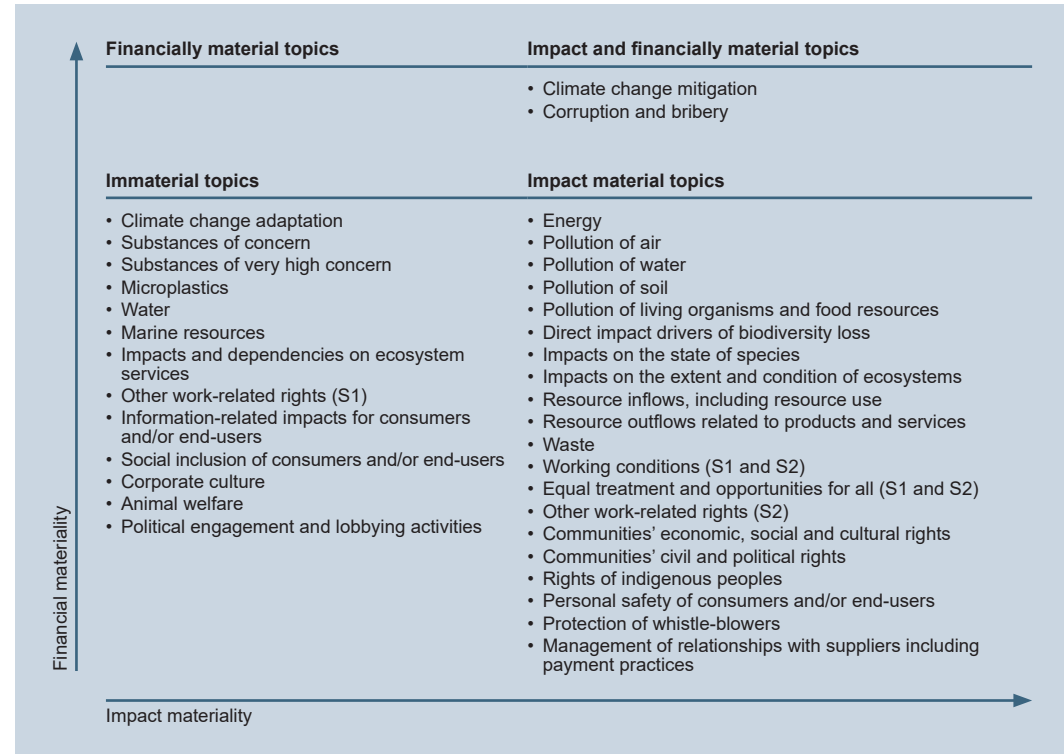 Financially material topics
Impact and financially material topics
• Climate change mitigation
• Corruption and bribery
Immaterial topics
• Climate change adaptation
• Substances of concern
• Substances of very high concern
• Microplastics
• Water
• Marine resources
• Impacts and dependencies on ecosystem
services
• Other work-related rights (S1)
• Information-related impacts for consumers
and/or end-users
• Social inclusion of consumers and/or end-users
• Corporate culture
• Animal welfare
• Political engagement and lobbying activities
Impact material topics
• Energy
• Pollution of air
• Pollution of water
• Pollution of soil
• Pollution of living organisms and food resources
• Direct impact drivers of biodiversity loss
• Impacts on the state of species
• Impacts on the extent and condition of ecosystems
• Resource inflows, including resource use
• Resource outflows related to products and services
• Waste
• Working conditions (S1 and S2)
• Equal treatment and opportunities for all (S1 and S2)
• Other work-related rights (S2)
• Communities’ economic, social and cultural rights
• Communities’ civil and political rights
• Rights of indigenous peoples
• Personal safety of consumers and/or end-users
• Protection of whistle-blowers
• Management of relationships with suppliers including
payment practices
Financial materiality
Impact materiality